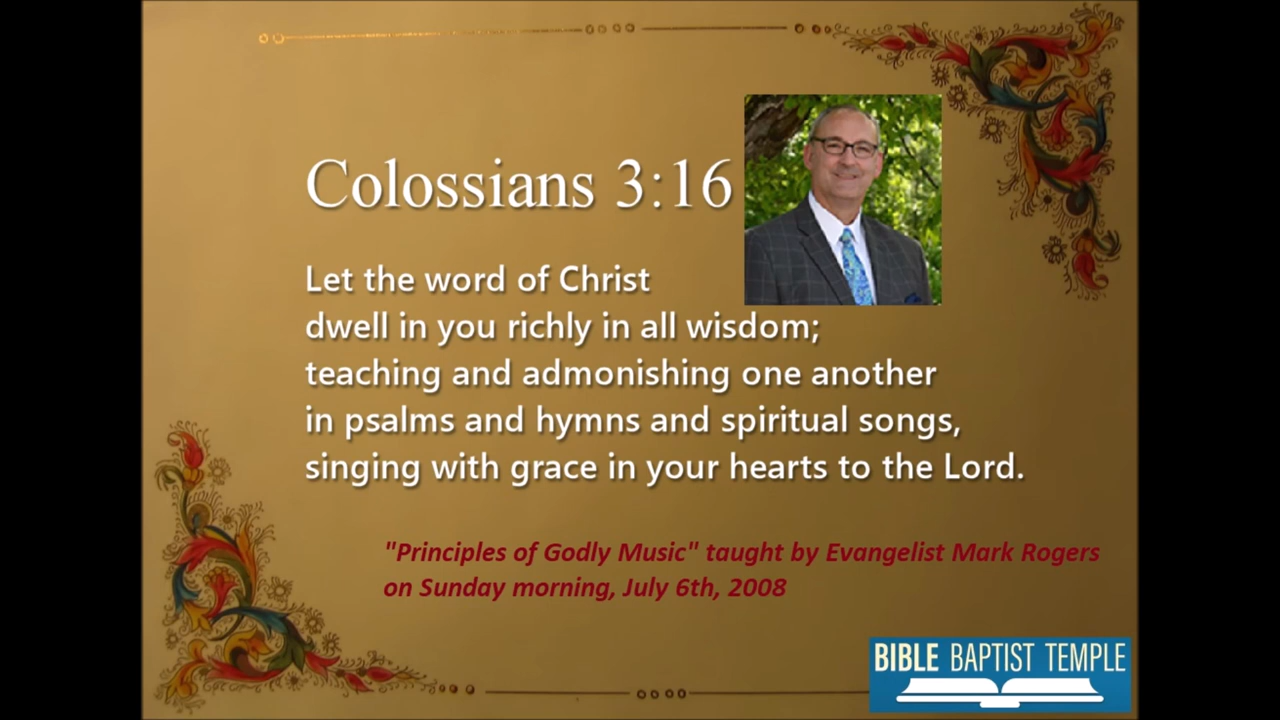 Colossians 3:16
Let the word of Christ
dwell in you richly in all wisdom;
teaching and admonishing one another
in psalms and hymns and spiritual songs,
singing with grace in your hearts to the Lord.
"Principles of Godly Music" taught by Evangelist Mark Rogers
on Sunday morning, July 6th, 2008
BIBLE BAPTIST TEMPLE